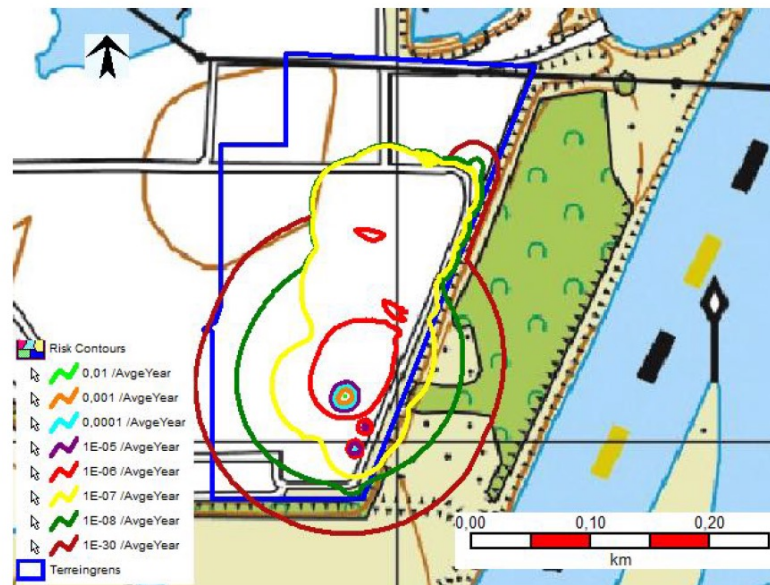 Risk Contours
0,01 /AvgeYear
0,001 /AvgeYear
0,0001 /AvgeYear
1E-05 /AvgeYear
1E-06 /AvgeYear
1E-07 /AvgeYear
1E-08 /AvgeYear
1E-30 /AvgeYear
Terreingrens
0,00 0,10 0,20
km